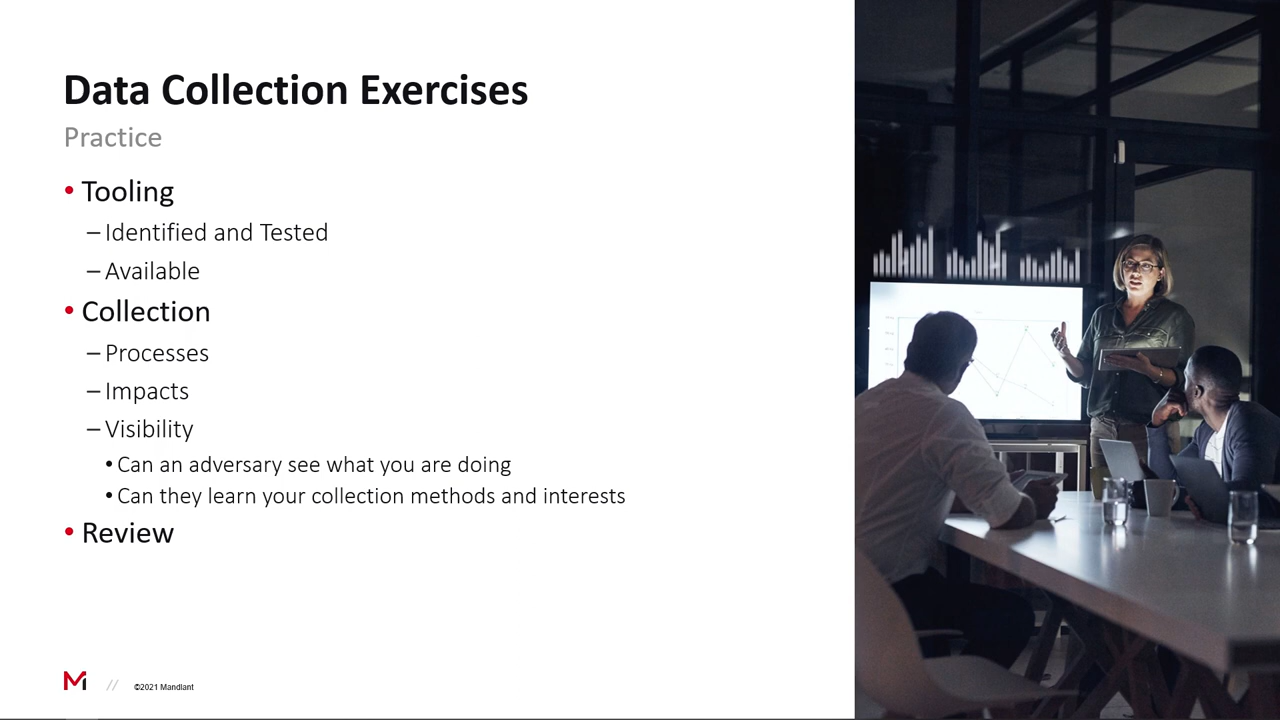 Data Collection Exercises
Practice
• Tooling
– Identified and Tested
– Available
• Collection
– Processes
– Impacts
– Visibility
• Can an adversary see what you are doing
• Can they learn your collection methods and interests
• Review
// ©2021 Mandiant